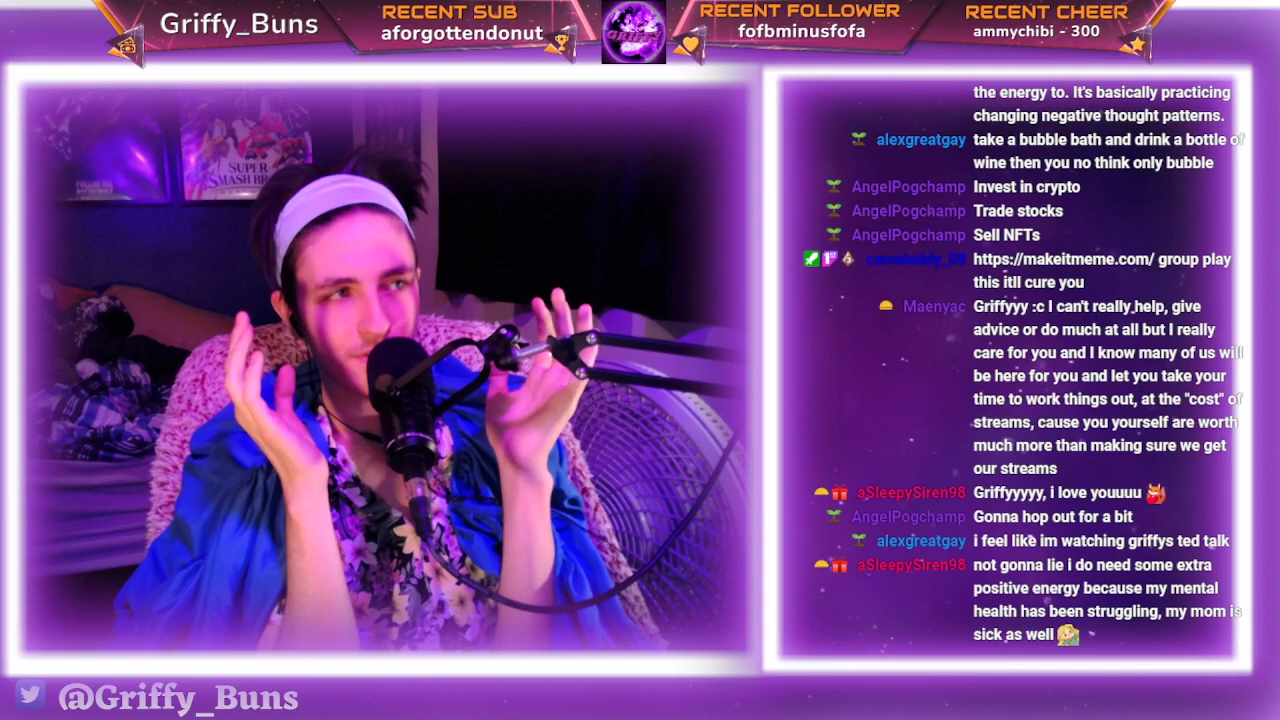 Griffy_Buns
RECENT SUB
aforgottendonut
RECENT FOLLOWER
fofbminusfofa
RECENT CHEER
ammychibi - 300
GRIFFS
SUPER
SMASH BR
the energy to. It's basically practicing
changing negative thought patterns.
alexgreatgay take a bubble bath and drink a bottle of
wine then you no think only bubble
AngelPogchamp Invest in crypto
AngelPogchamp Trade stocks
AngelPogchamp Sell NFTs
https://makeitmeme.com/ group play
this itll cure you
Maenyac Griffyyy :c I can't really help, give
advice or do much at all but I really
care for you and I know many of us will
be here for you and let you take your
time to work things out, at the "cost" of
streams, cause you yourself are worth
much more than making sure we get
our streams
aSleepySiren98 Griffyyyyy, i love youuuu
AngelPogchamp Gonna hop out for a bit
alexgreatgay i feel like im watching griffys ted talk
aSleepySiren98 not gonna lie i do need some extra
positive energy because my mental
health has been struggling, my mom is
sick as well
@Griffy_Buns